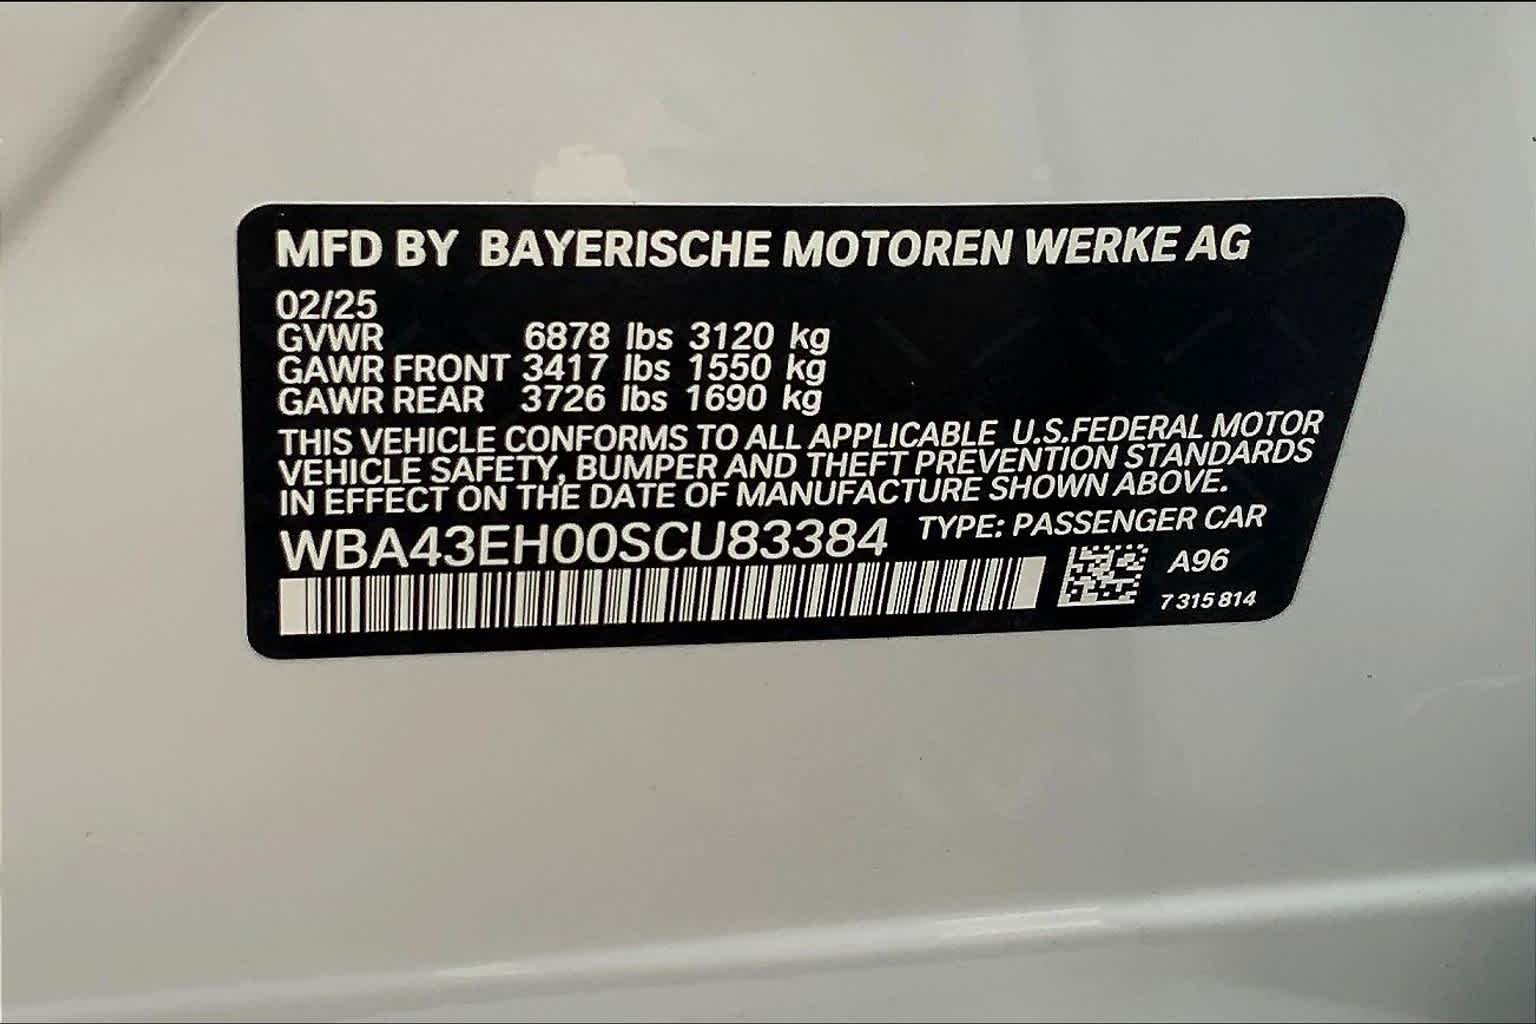 MFD BY BAYERISCHE MOTOREN WERKE AG
02/25
GVWR 6878 lbs 3120 kg
GAWR FRONT 3417 lbs 1550 kg
GAWR REAR 3726 lbs 1690 kg
THIS VEHICLE CONFORMS TO ALL APPLICABLE U.S.FEDERAL MOTOR
VEHICLE SAFETY, BUMPER AND THEFT PREVENTION STANDARDS
IN EFFECT ON THE DATE OF MANUFACTURE SHOWN ABOVE.
WBA43EH00SCU83384 TYPE: PASSENGER CAR
A96
7 315 814